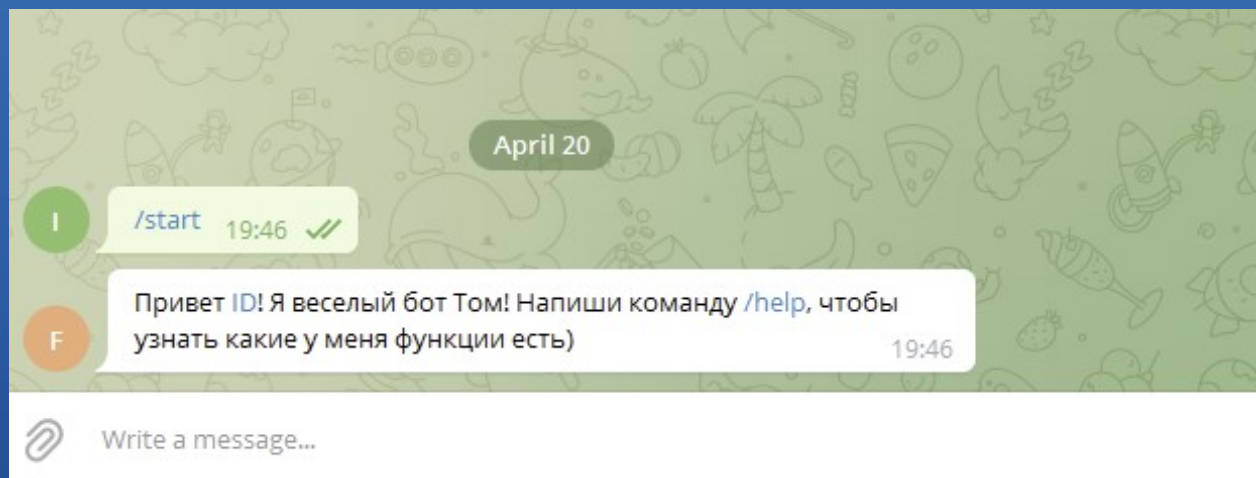 April 20
I
/start 19:46
Привет ID! Я веселый бот Том! Напиши команду /help, чтобы
узнать какие у меня функции есть)
19:46
F
Write a message...